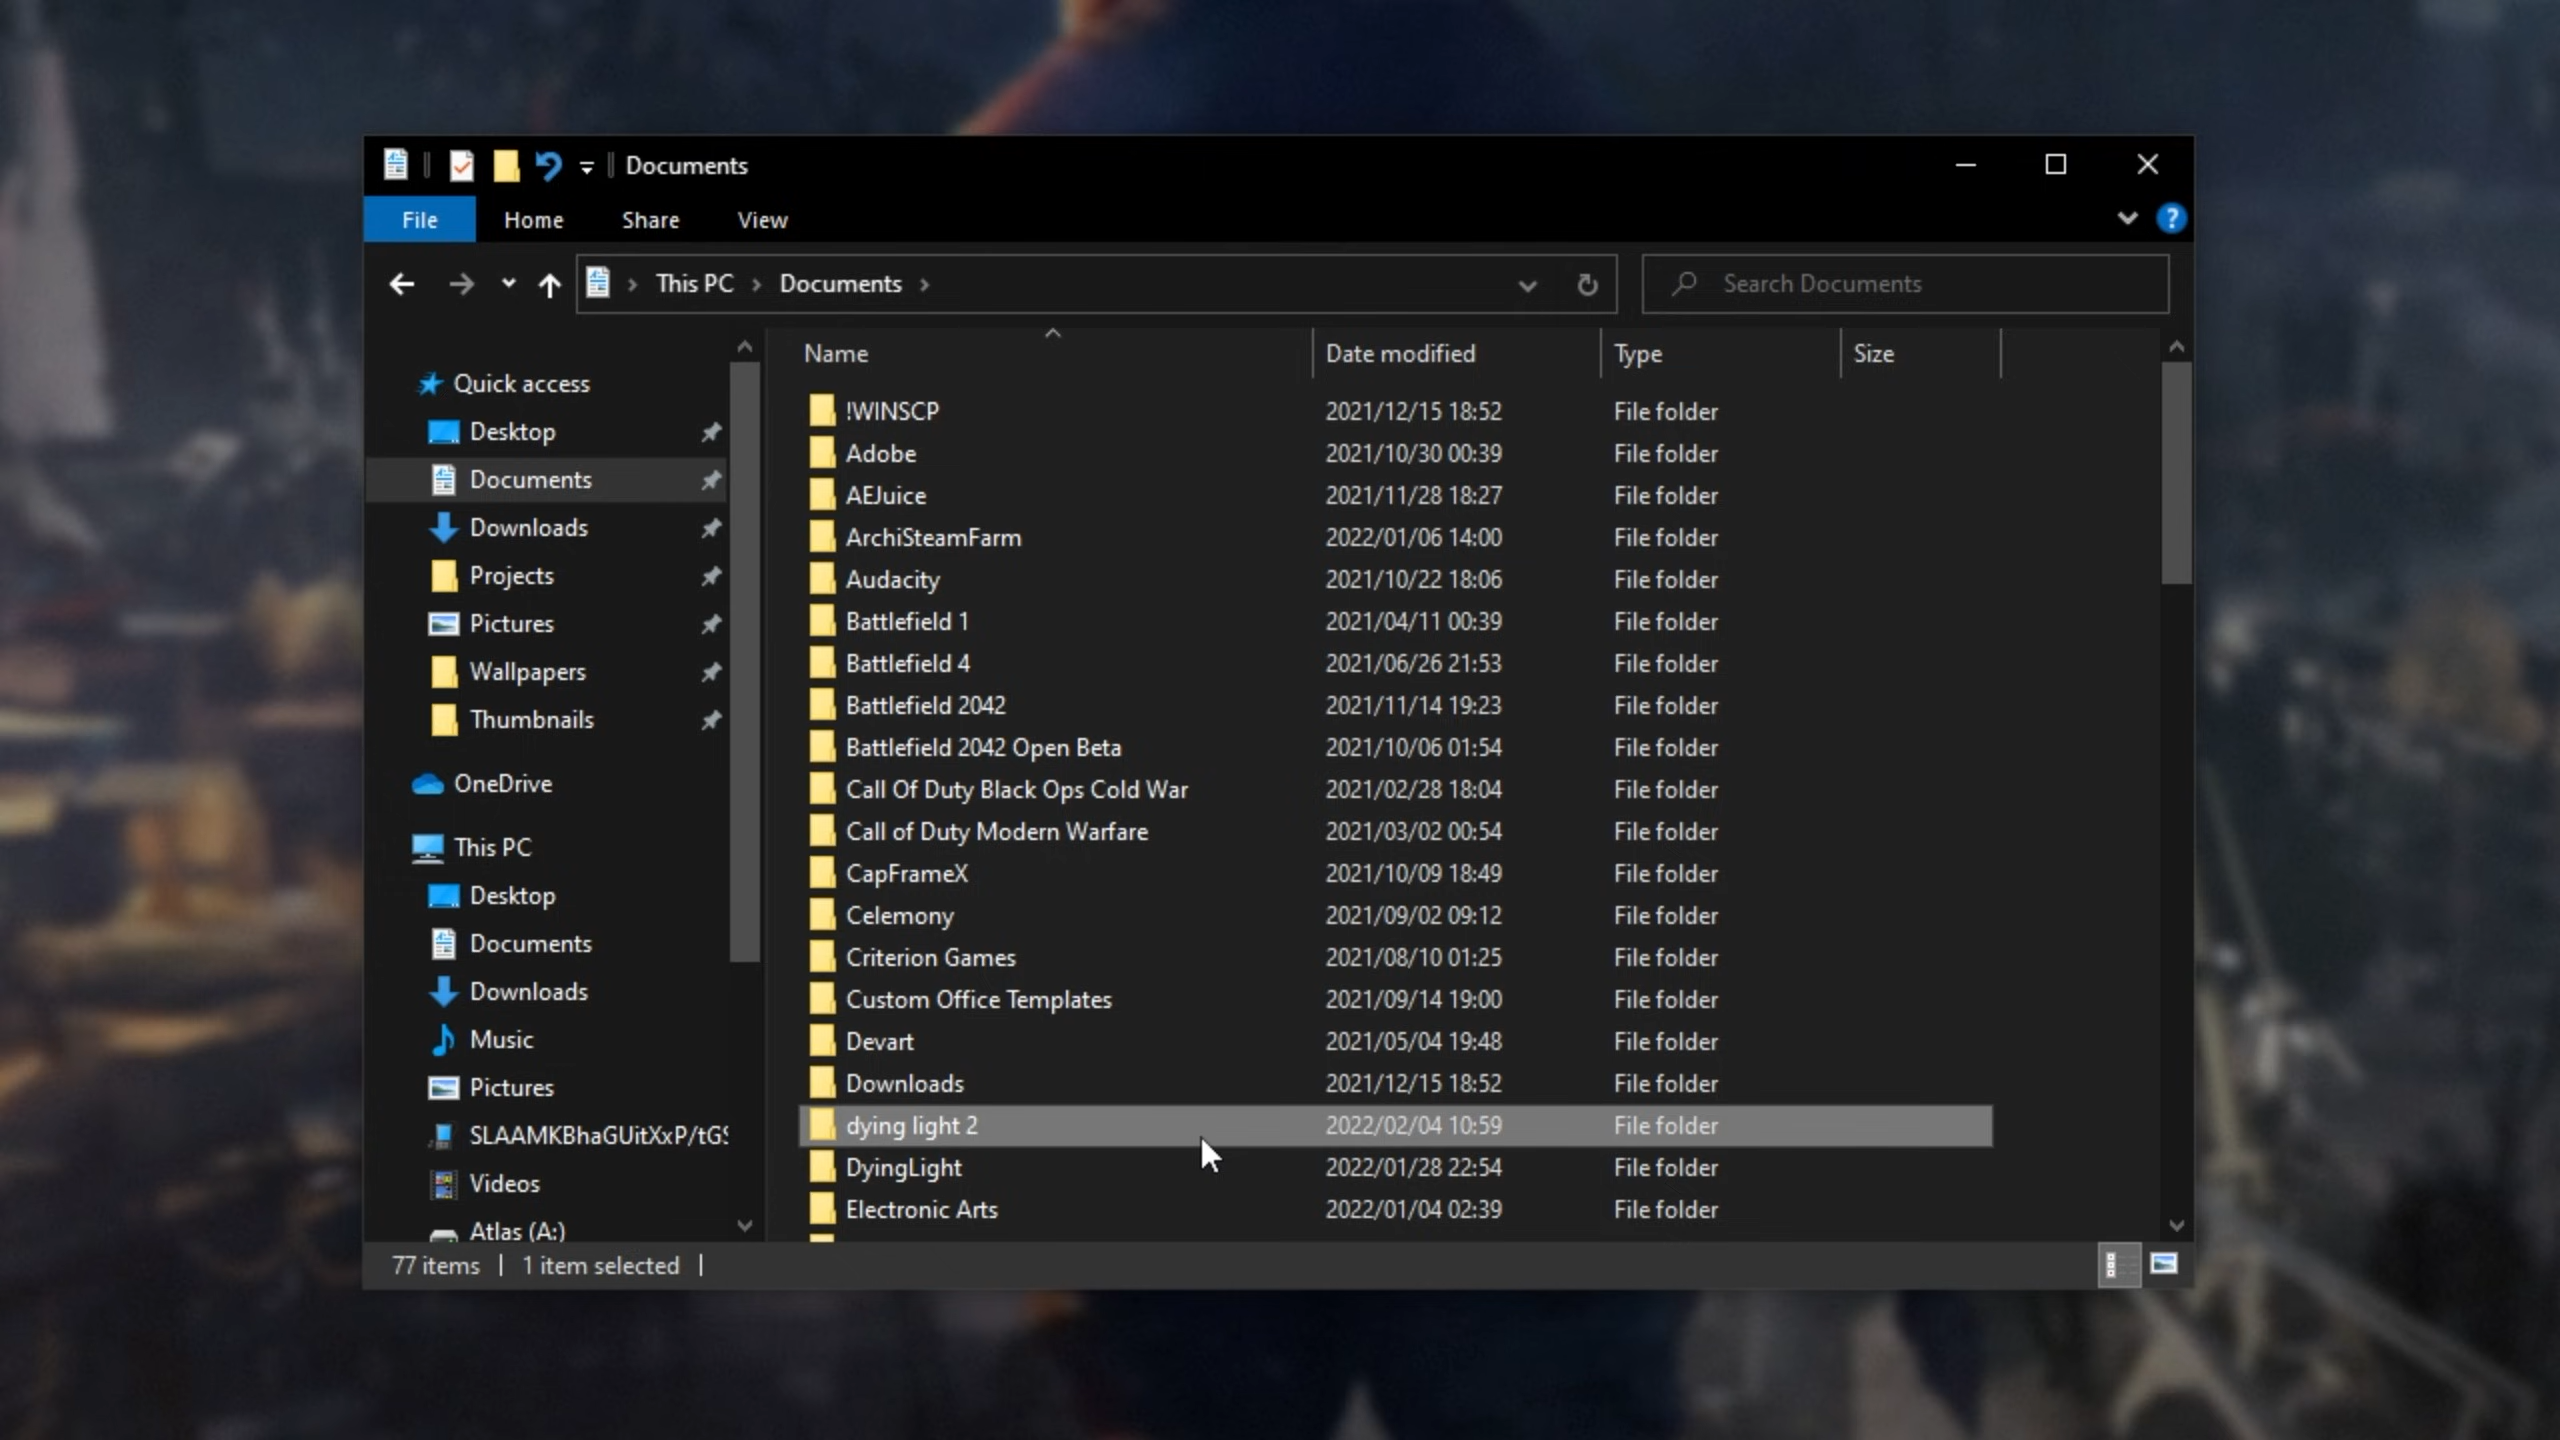 Documents
File Home Share View
This PC Documents Search Documents
Quick access
Desktop
Documents
Downloads
Projects
Pictures
Wallpapers
Thumbnails
OneDrive
This PC
Desktop
Documents
Downloads
Music
Pictures
SLAAMKBhaGUitXxP/tGS
Videos
Atlas (A:)
Name Date modified Type Size
!WINSCP 2021/12/15 18:52 File folder
Adobe 2021/10/30 00:39 File folder
AEJuice 2021/11/28 18:27 File folder
ArchiSteamFarm 2022/01/06 14:00 File folder
Audacity 2021/10/22 18:06 File folder
Battlefield 1 2021/04/11 00:39 File folder
Battlefield 4 2021/06/26 21:53 File folder
Battlefield 2042 2021/11/14 19:23 File folder
Battlefield 2042 Open Beta 2021/10/06 01:54 File folder
Call Of Duty Black Ops Cold War 2021/02/28 18:04 File folder
Call of Duty Modern Warfare 2021/03/02 00:54 File folder
CapFrameX 2021/10/09 18:49 File folder
Celemony 2021/09/02 09:12 File folder
Criterion Games 2021/08/10 01:25 File folder
Custom Office Templates 2021/09/14 19:00 File folder
Devart 2021/05/04 19:48 File folder
Downloads 2021/12/15 18:52 File folder
dying light 2 2022/02/04 10:59 File folder
DyingLight 2022/01/28 22:54 File folder
Electronic Arts 2022/01/04 02:39 File folder
77 items 1 item selected